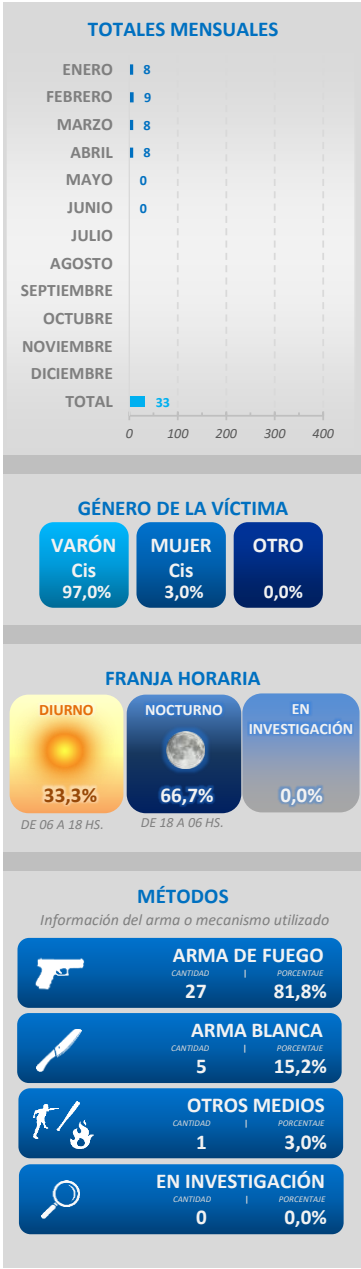 TOTALES MENSUALES
ENERO 8
FEBRERO 9
MARZO 8
ABRIL 8
MAYO 0
JUNIO 0
JULIO
AGOSTO
SEPTIEMBRE
OCTUBRE
NOVIEMBRE
DICIEMBRE
TOTAL 33
0 100 200 300 400
GÉNERO DE LA VÍCTIMA
VARÓN MUJER OTRO
Cis Cis
97,0% 3,0% 0,0%
FRANJA HORARIA
DIURNO NOCTURNO EN
INVESTIGACIÓN
33,3% 66,7% 0,0%
DE 06 A 18 HS. DE 18 A 06 HS.
MÉTODOS
Información del arma o mecanismo utilizado
ARMA DE FUEGO
CANTIDAD | PORCENTAJE
27 81,8%
ARMA BLANCA
CANTIDAD | PORCENTAJE
5 15,2%
OTROS MEDIOS
CANTIDAD | PORCENTAJE
1 3,0%
EN INVESTIGACIÓN
CANTIDAD | PORCENTAJE
0 0,0%